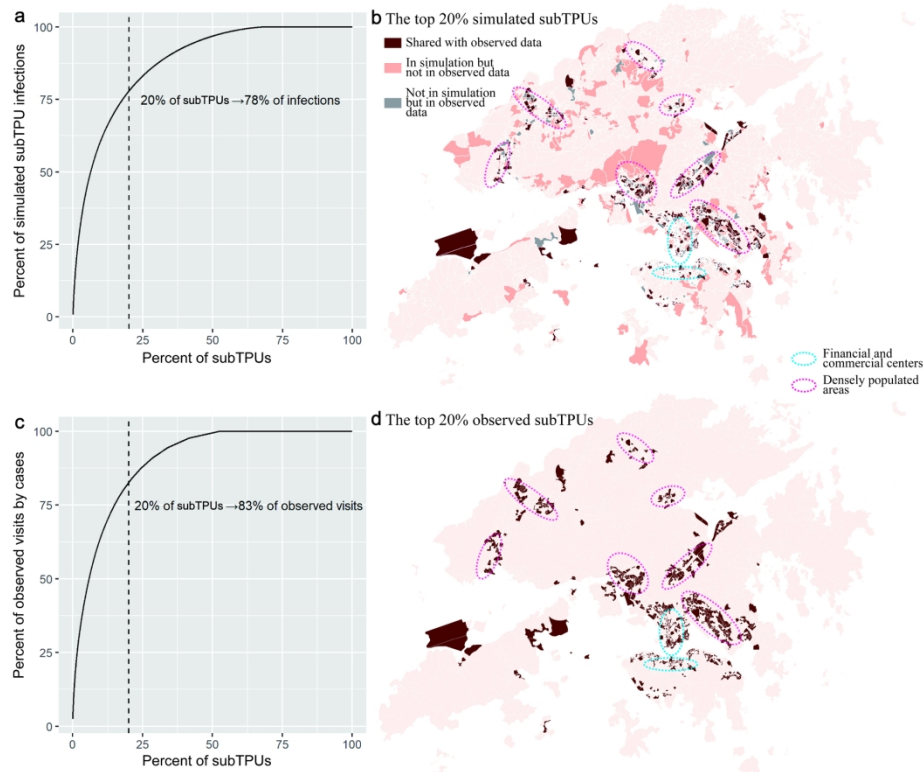 a
Percent of simulated subTPU infections
100
75
50
25
0
20% of subTPUs →78% of infections
0
25
50
75
100
Percent of subTPUs
b The top 20% simulated subTPUs
Shared with observed data
In simulation but
not in observed data
Not in simulation
but in observed
data
Financial and
commercial centers
Densely populated
areas
c
Percent of observed visits by cases
100
75
50
25
0
20% of subTPUs →83% of observed visits
0
25
50
75
100
Percent of subTPUs
d The top 20% observed subTPUs